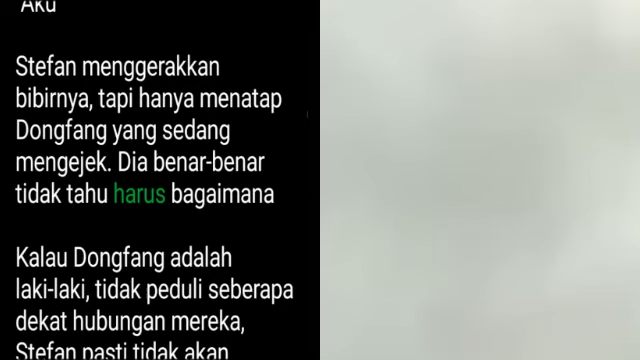 Aku
Stefan menggerakkan
bibirnya, tapi hanya menatap
Dongfang yang sedang
mengejek. Dia benar-benar
tidak tahu harus bagaimana
Kalau Dongfang adalah
laki-laki, tidak peduli seberapa
dekat hubungan mereka,
Stefan pasti tidak akan